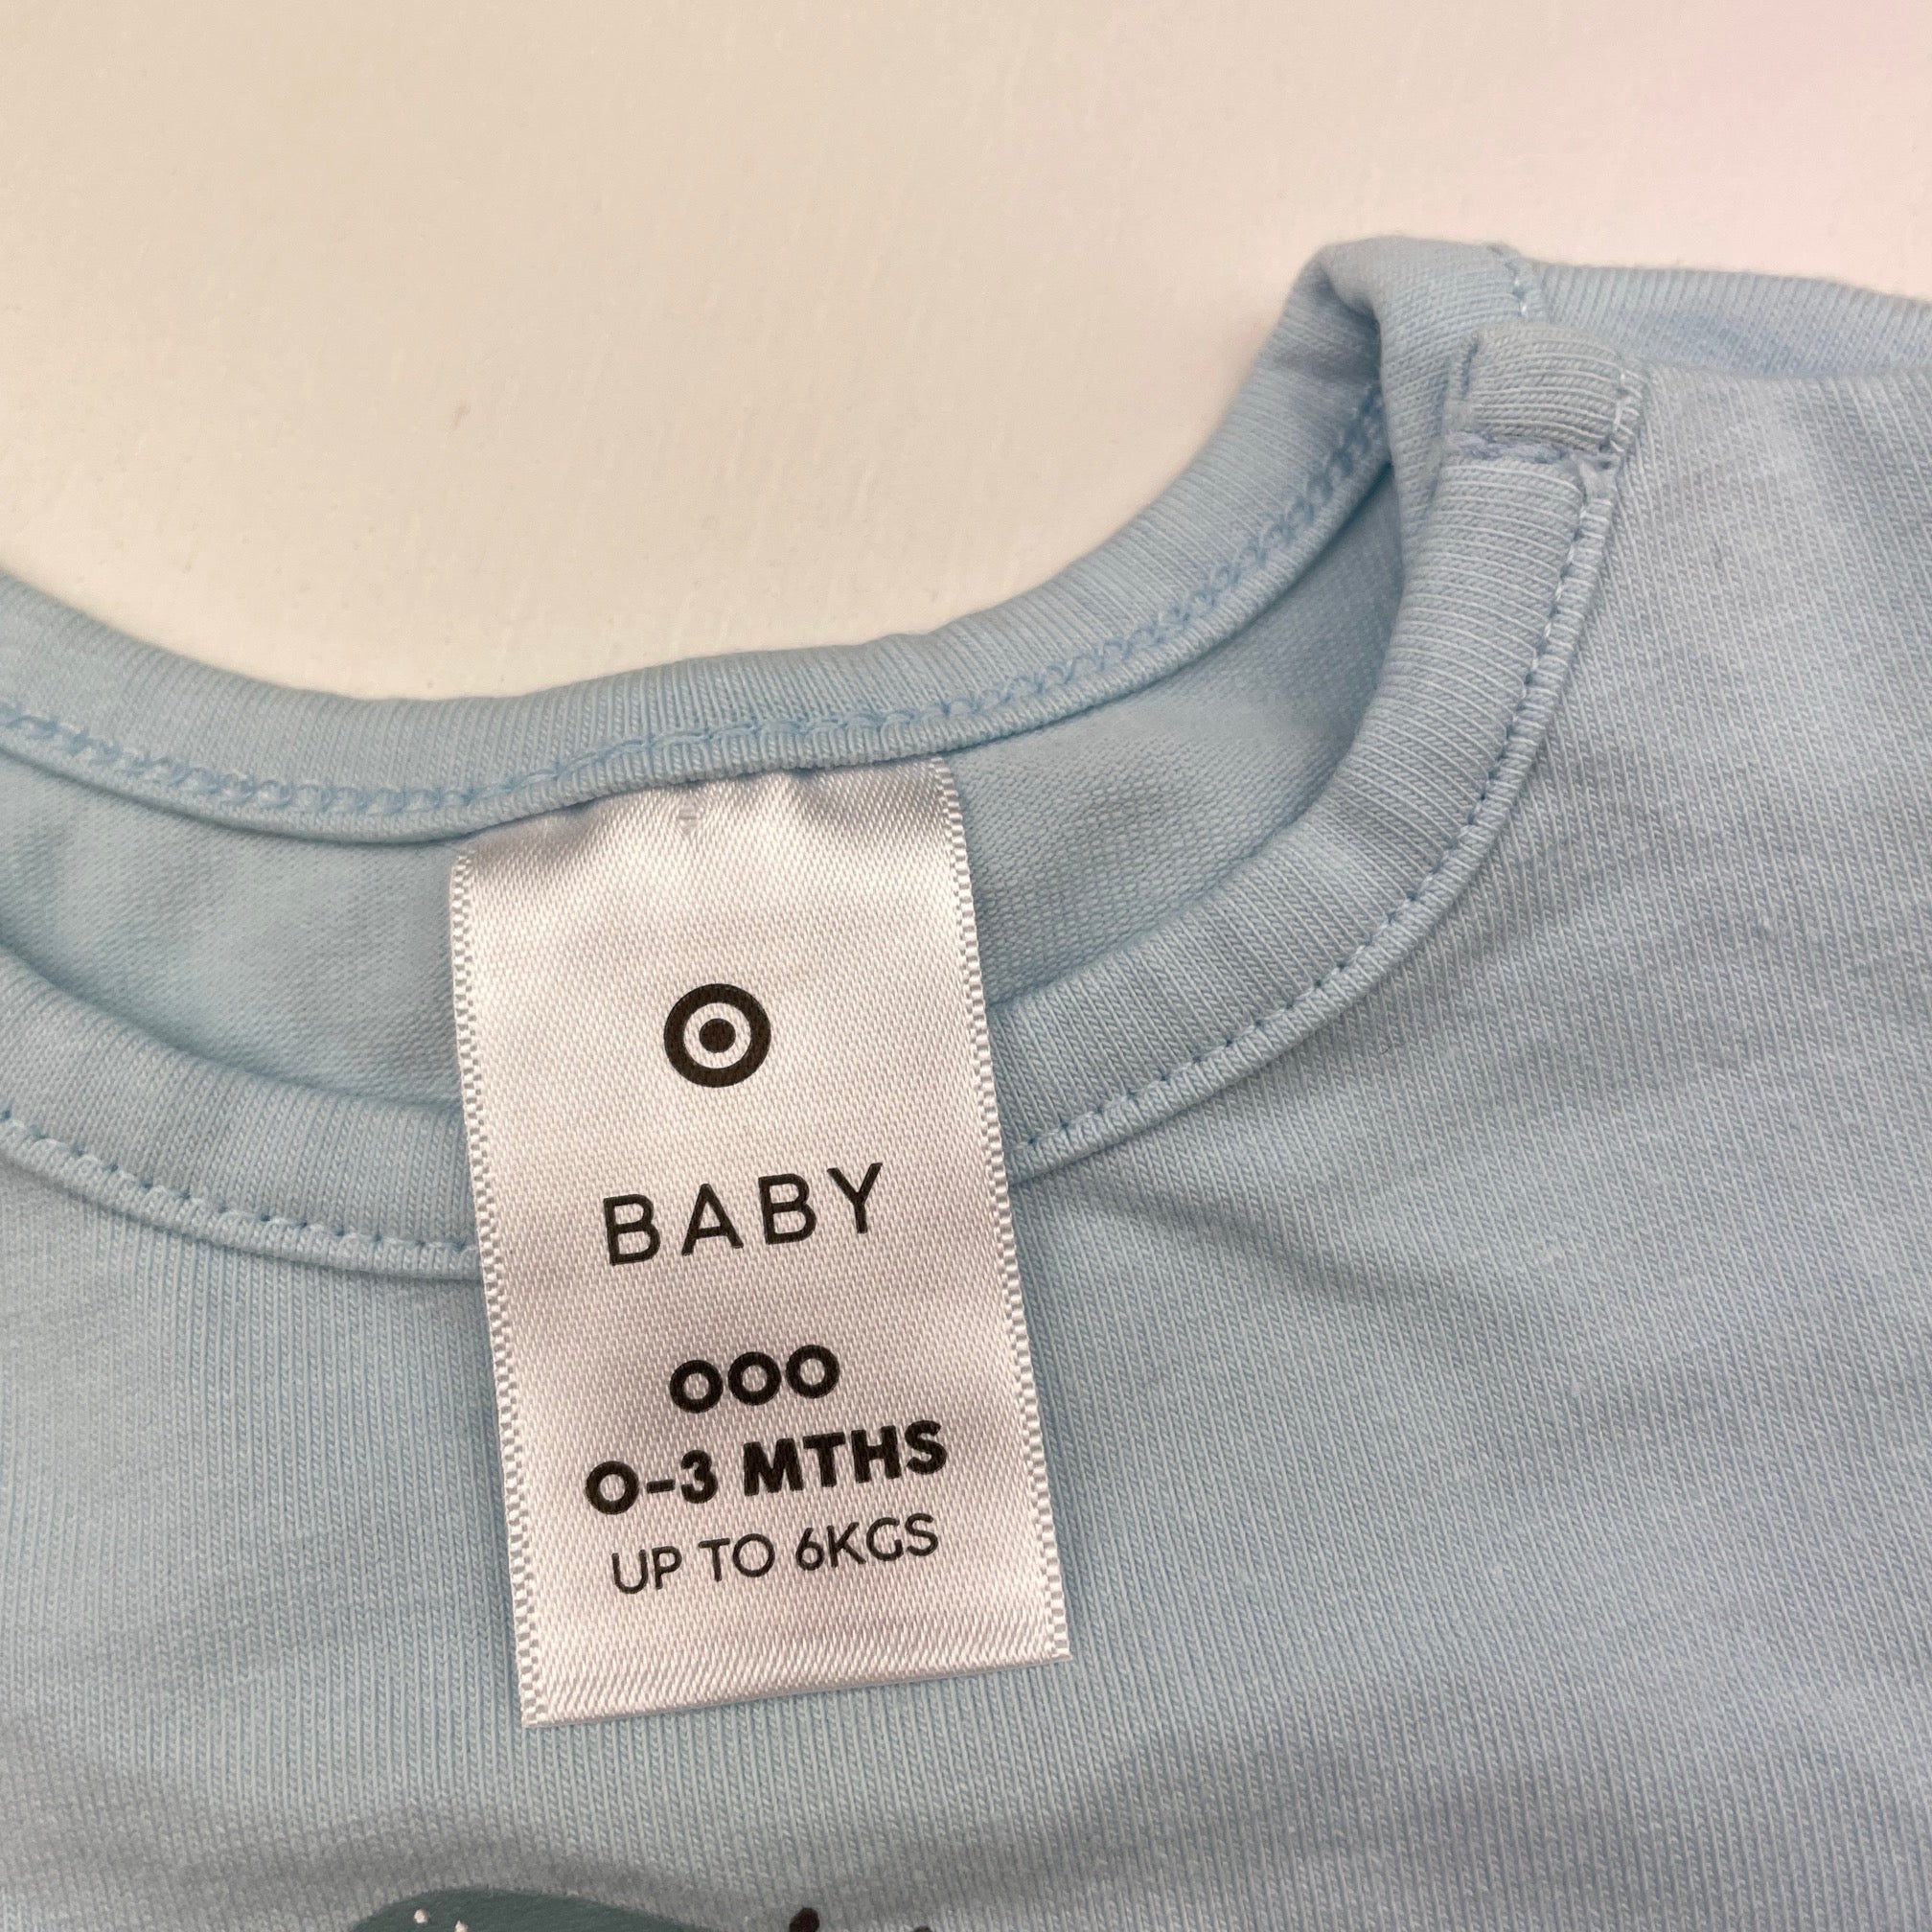 BABY
000
0-3 MTHS
UP TO 6KGS